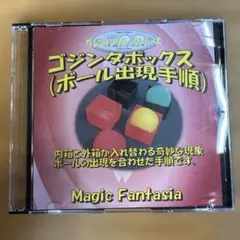 ゴジンタボックス
(ボール出現手順)
内箱と外箱が入れ替わる奇妙な現象
ボールの出現を合わせた手順です。
Magic Fantasia